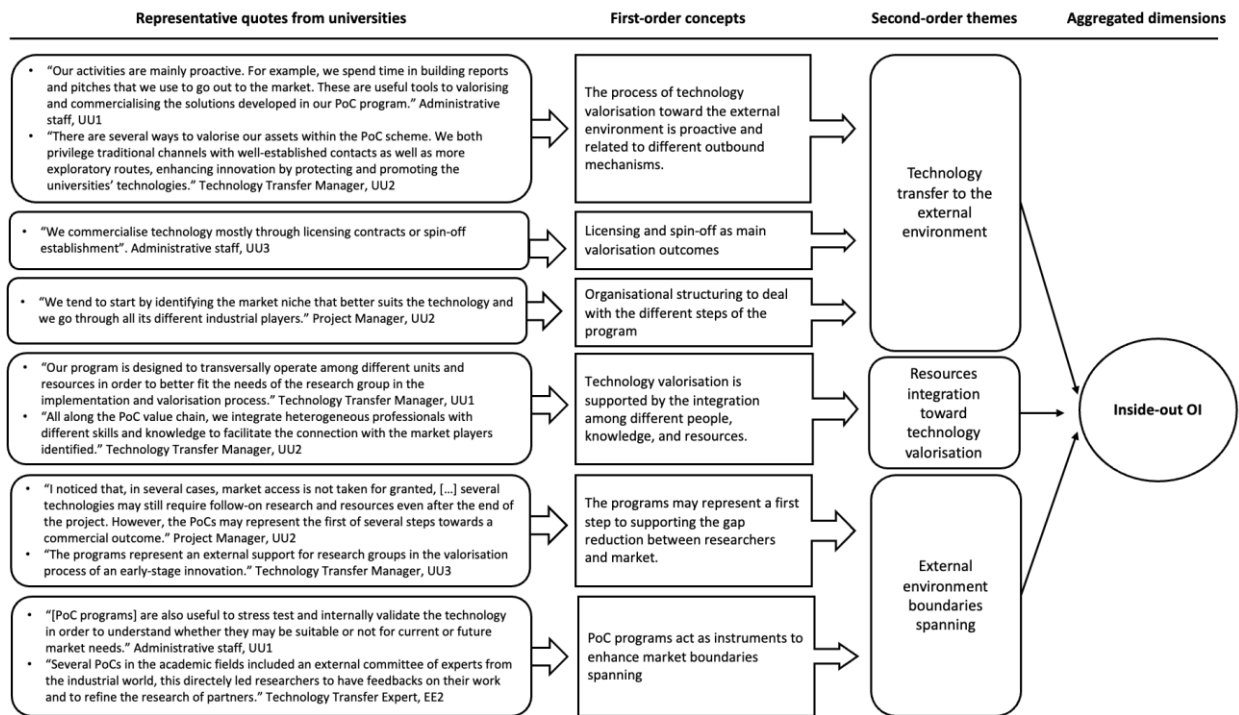 Representative quotes from universities
First-order concepts
Second-order themes
Aggregated dimensions
• “Our activities are mainly proactive. For example, we spend time in building reports
and pitches that we use to go out to the market. These are useful tools to valorising
and commercialising the solutions developed in our PoC program.” Administrative
staff, UU1
• “There are several ways to valorise our assets within the PoC scheme. We both
privilege traditional channels with well-established contacts as well as more
exploratory routes, enhancing innovation by protecting and promoting the
universities’ technologies.” Technology Transfer Manager, UU2
The process of technology
valorisation toward the external
environment is proactive and
related to different outbound
mechanisms.
• “We commercialise technology mostly through licensing contracts or spin-off
establishment”. Administrative staff, UU3
Licensing and spin-off as main
valorisation outcomes
• “We tend to start by identifying the market niche that better suits the technology and
we go through all its different industrial players.” Project Manager, UU2
Organisational structuring to deal
with the different steps of the
program
Technology
transfer to the
external
environment
• “Our program is designed to transversally operate among different units and
resources in order to better fit the needs of the research group in the
implementation and valorisation process.” Technology Transfer Manager, UU1
• “All along the PoC value chain, we integrate heterogeneous professionals with
different skills and knowledge to facilitate the connection with the market players
identified.” Technology Transfer Manager, UU2
Technology valorisation is
supported by the integration
among different people,
knowledge, and resources.
Resources
integration
toward
technology
valorisation
• “I noticed that, in several cases, market access is not taken for granted, […] several
technologies may still require follow-on research and resources even after the end of
the project. However, the PoCs may represent the first of several steps towards a
commercial outcome.” Project Manager, UU2
• “The programs represent an external support for research groups in the valorisation
process of an early-stage innovation.” Technology Transfer Manager, UU3
The programs may represent a first
step to supporting the gap
reduction between researchers
and market.
• “[PoC programs] are also useful to stress test and internally validate the technology
in order to understand whether they may be suitable or not for current or future
market needs.” Administrative staff, UU1
• “Several PoCs in the academic fields included an external committee of experts from
the industrial world, this directely led researchers to have feedbacks on their work
and to refine the research of partners.” Technology Transfer Expert, EE2
PoC programs act as instruments to
enhance market boundaries
spanning
External
environment
boundaries
spanning
Inside-out OI